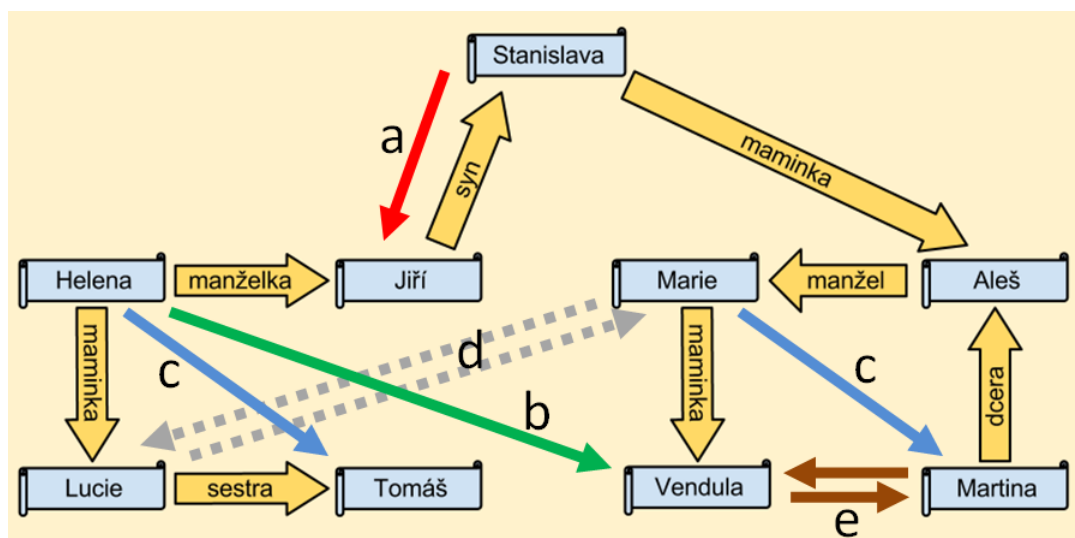 Stanislava
a
syn
maminka
Helena
manželka
Jiří
Marie
manžel
Aleš
maminka
c
d
b
maminka
c
dcera
Lucie
sestra
Tomáš
Vendula
e
Martina